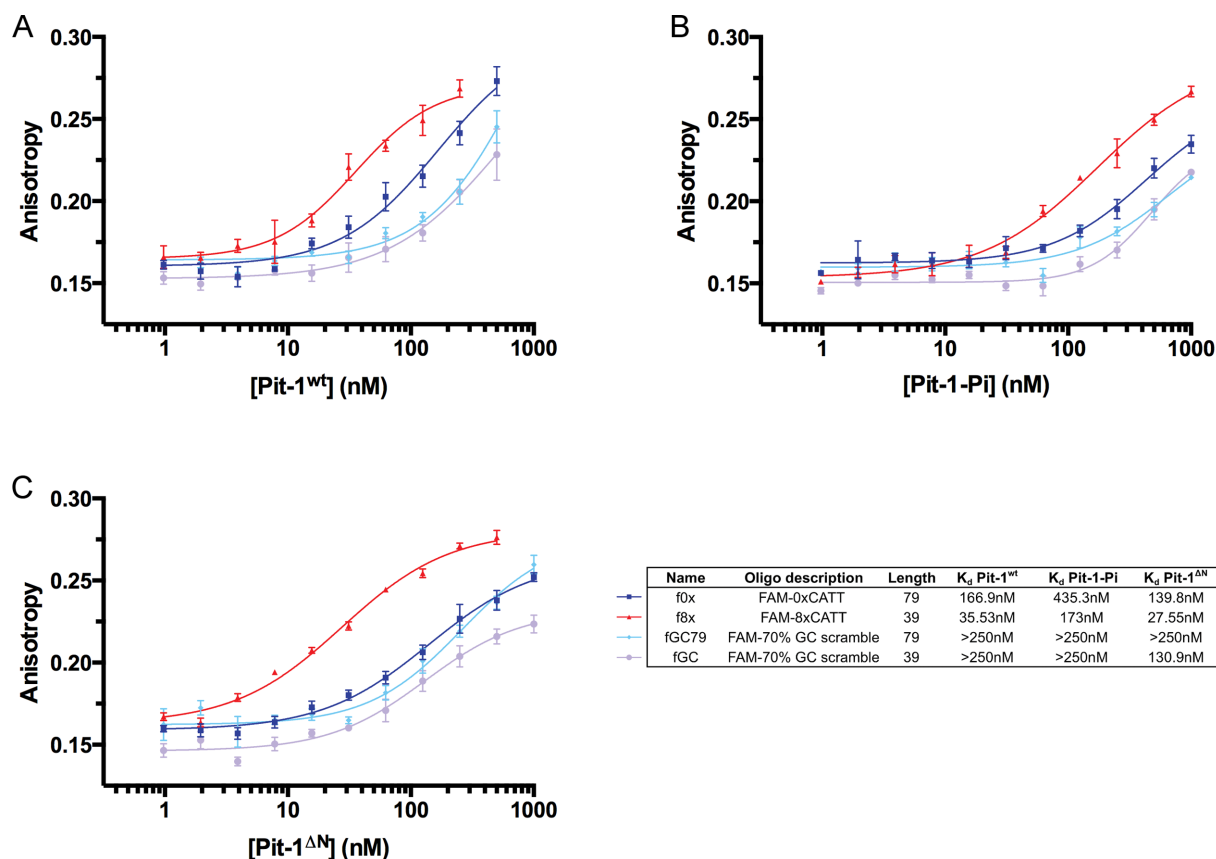 A
0.30
0.25
0.20
0.15
Anisotropy
1 10 100 1000
[Pit-1wt] (nM)
B
0.30
0.25
0.20
0.15
Anisotropy
1 10 100 1000
[Pit-1-Pi] (nM)
C
0.30
0.25
0.20
0.15
Anisotropy
1 10 100 1000
[Pit-1ΔN] (nM)
Name Oligo description Length Kd Pit-1wt Kd Pit-1-Pi Kd Pit-1ΔN
f0x FAM-0xCATT 79 166.9nM 435.3nM 139.8nM
f8x FAM-8xCATT 39 35.53nM 173nM 27.55nM
fGC79 FAM-70% GC scramble 79 >250nM >250nM >250nM
fGC FAM-70% GC scramble 39 >250nM >250nM 130.9nM